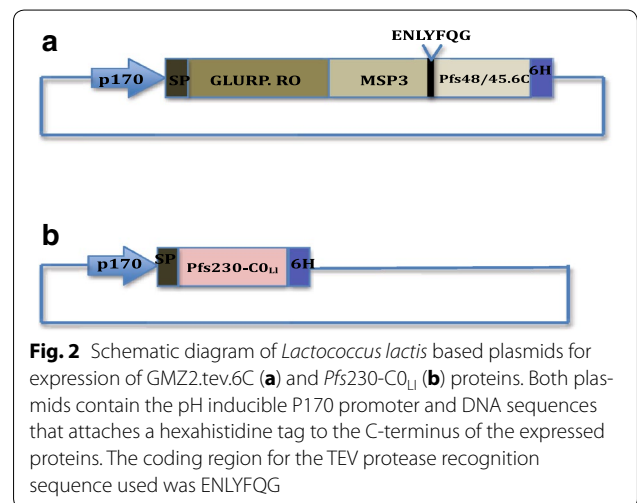 a
ENLYFQG
p170 SP GLURP. RO MSP3 Pfs48/45.6C 6H
b
p170 SP Pfs230-C0LI 6H
Fig. 2 Schematic diagram of Lactococcus lactis based plasmids for
expression of GMZ2.tev.6C (a) and Pfs230-C0LI (b) proteins. Both plas-
mids contain the pH inducible P170 promoter and DNA sequences
that attaches a hexahistidine tag to the C-terminus of the expressed
proteins. The coding region for the TEV protease recognition
sequence used was ENLYFQG